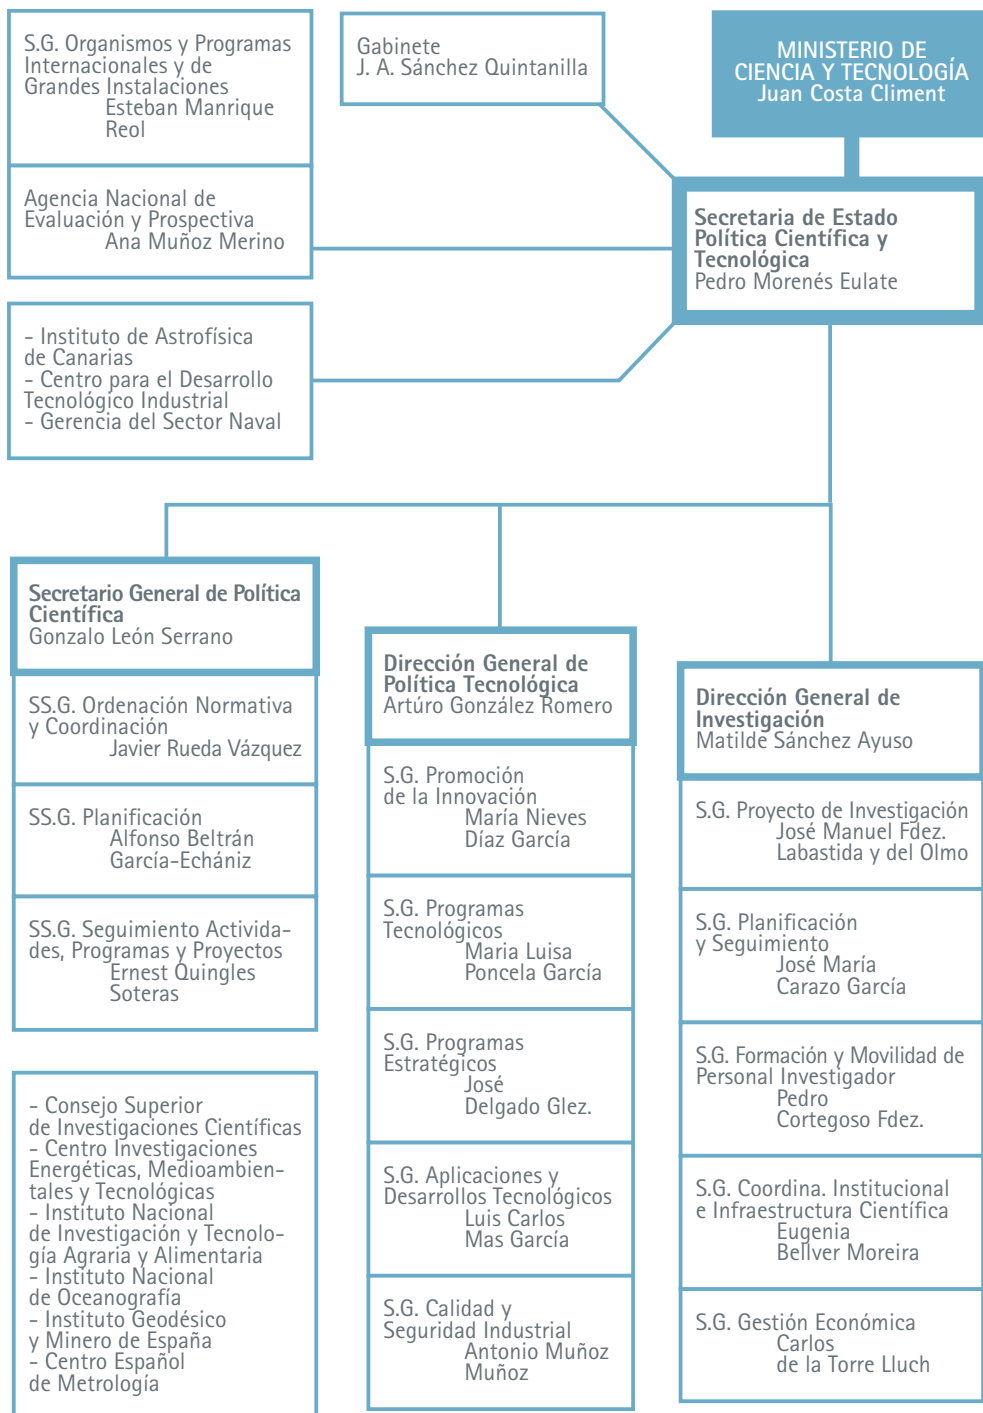 S.G. Organismos y Programas
Internacionales y de
Grandes Instalaciones
Esteban Manrique
Reol
Agencia Nacional de
Evaluación y Prospectiva
Ana Muñoz Merino
Gabinete
J. A. Sánchez Quintanilla
MINISTERIO DE
CIENCIA Y TECNOLOGÍA
Juan Costa Climent
Secretaria de Estado
Política Científica y
Tecnológica
Pedro Morenés Eulate
- Instituto de Astrofísica
de Canarias
- Centro para el Desarrollo
Tecnológico Industrial
- Gerencia del Sector Naval
Secretario General de Política
Científica
Gonzalo León Serrano
SS.G. Ordenación Normativa
y Coordinación
Javier Rueda Vázquez
SS.G. Planificación
Alfonso Beltrán
García-Echániz
SS.G. Seguimiento Activida-
des, Programas y Proyectos
Ernest Quingles
Soteras
- Consejo Superior
de Investigaciones Científicas
- Centro Investigaciones
Energéticas, Medioambien-
tales y Tecnológicas
- Instituto Nacional
de Investigación y Tecnolo-
gía Agraria y Alimentaria
- Instituto Nacional
de Oceanografía
- Instituto Geodésico
y Minero de España
- Centro Español
de Metrología
Dirección General de
Política Tecnológica
Artúro González Romero
S.G. Promoción
de la Innovación
María Nieves
Díaz García
S.G. Programas
Tecnológicos
Maria Luisa
Poncela García
S.G. Programas
Estratégicos
José
Delgado Glez.
S.G. Aplicaciones y
Desarrollos Tecnológicos
Luis Carlos
Mas García
S.G. Calidad y
Seguridad Industrial
Antonio Muñoz
Muñoz
Dirección General de
Investigación
Matilde Sánchez Ayuso
S.G. Proyecto de Investigación
José Manuel Fdez.
Labastida y del Olmo
S.G. Planificación
y Seguimiento
José María
Carazo García
S.G. Formación y Movilidad de
Personal Investigador
Pedro
Cortegoso Fdez.
S.G. Coordina. Institucional
e Infraestructura Científica
Eugenia
Bellver Moreira
S.G. Gestión Económica
Carlos
de la Torre Lluch